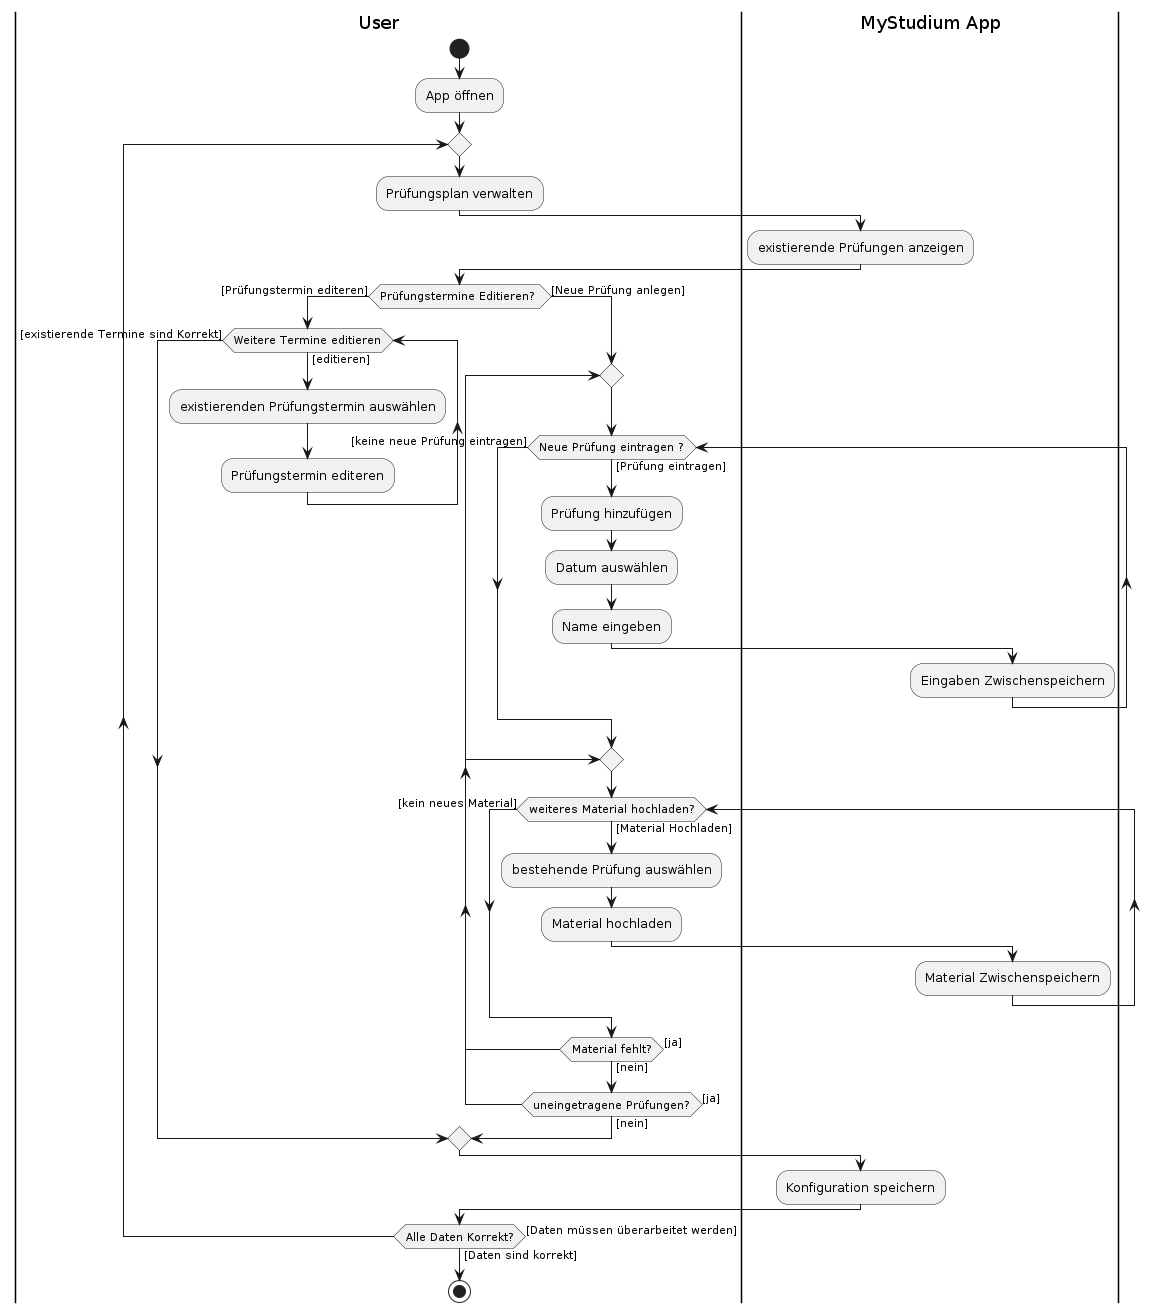 User
MyStudium App
App öffnen
Prüfungsplan verwalten
existierende Prüfungen anzeigen
[Prüfungstermin editeren]
Prüfungstermine Editieren?
[Neue Prüfung anlegen]
[existierende Termine sind Korrekt]
Weitere Termine editieren
[editieren]
existierenden Prüfungstermin auswählen
Prüfungstermin editeren
[keine neue Prüfung eintragen]
Neue Prüfung eintragen ?
[Prüfung eintragen]
Prüfung hinzufügen
Datum auswählen
Name eingeben
Eingaben Zwischenspeichern
[kein neues Material]
weiteres Material hochladen?
[Material Hochladen]
bestehende Prüfung auswählen
Material hochladen
Material Zwischenspeichern
Material fehlt?
[ja]
[nein]
uneingetragene Prüfungen?
[ja]
[nein]
Konfiguration speichern
Alle Daten Korrekt?
[Daten müssen überarbeitet werden]
[Daten sind korrekt]